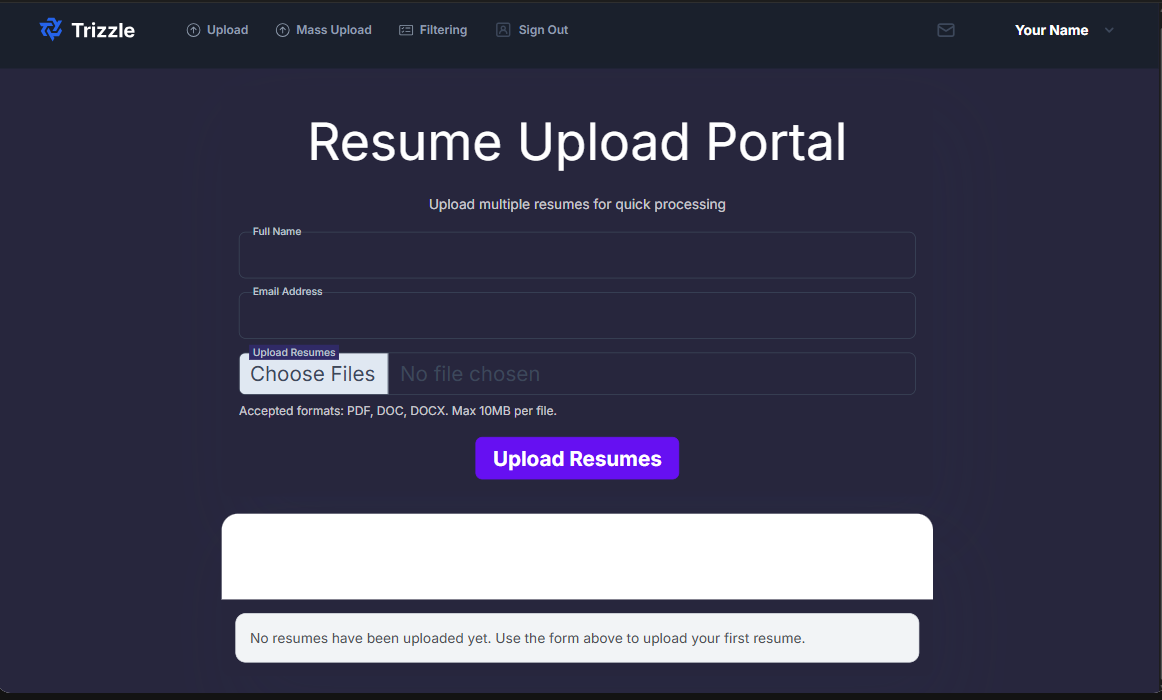 Trizzle
Upload
Mass Upload
Filtering
Sign Out
Your Name
Resume Upload Portal
Upload multiple resumes for quick processing
Full Name
Email Address
Upload Resumes
Choose Files No file chosen
Accepted formats: PDF, DOC, DOCX. Max 10MB per file.
Upload Resumes
No resumes have been uploaded yet. Use the form above to upload your first resume.